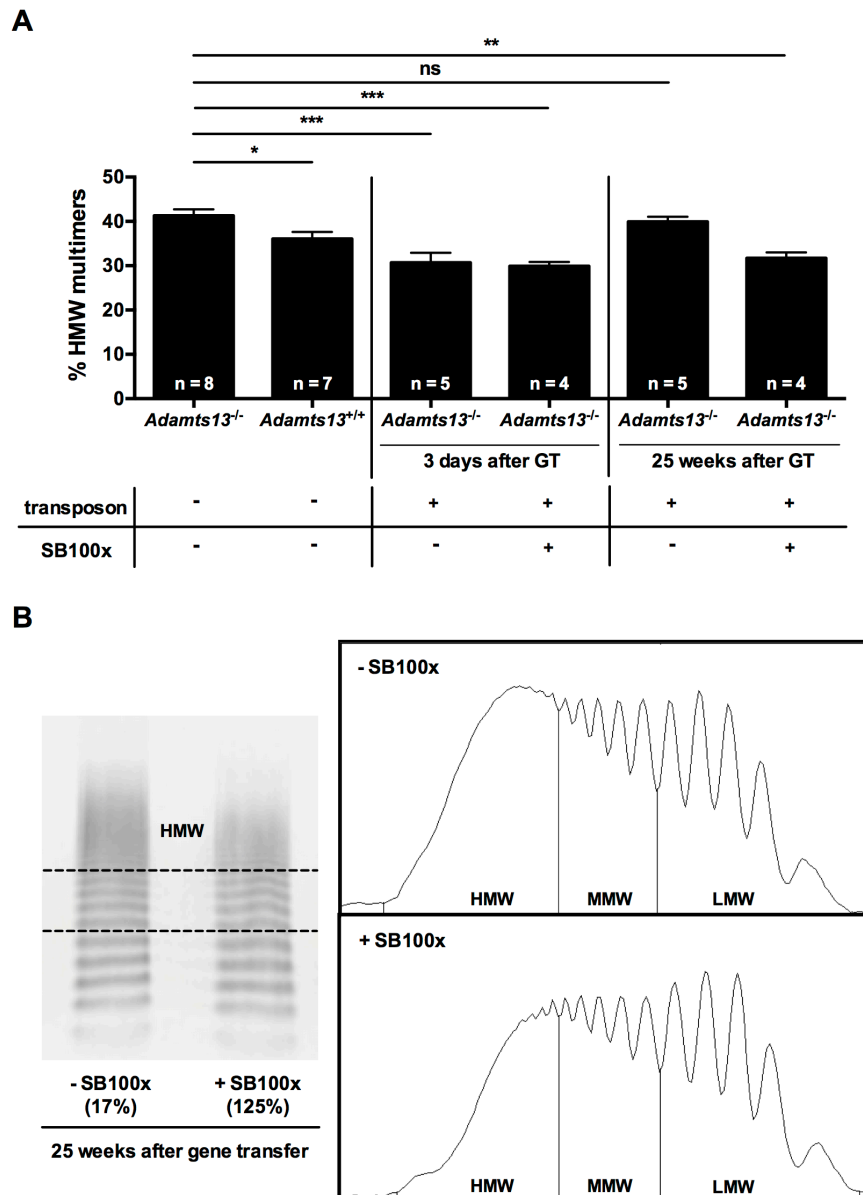 A
**
ns
***
***
*
50
40
30
20
10
0
% HMW multimers
n = 8
n = 7
n = 5
n = 4
n = 5
n = 4
Adamts13-/-
Adamts13+/+
Adamts13-/-
Adamts13-/-
Adamts13-/-
Adamts13-/-
3 days after GT
25 weeks after GT
transposon - - + + + +
SB100x - - - + - +
B
HMW
- SB100x
(17%)
+ SB100x
(125%)
25 weeks after gene transfer
- SB100x
HMW MMW LMW
+ SB100x
HMW MMW LMW